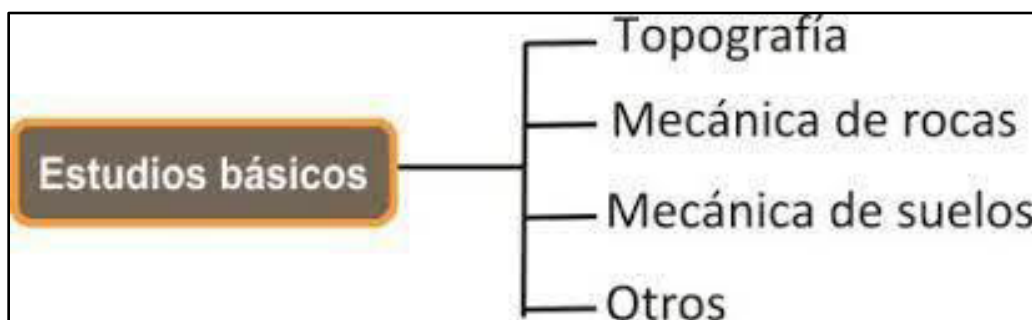 Estudios básicos
Topografía
Mecánica de rocas
Mecánica de suelos
Otros